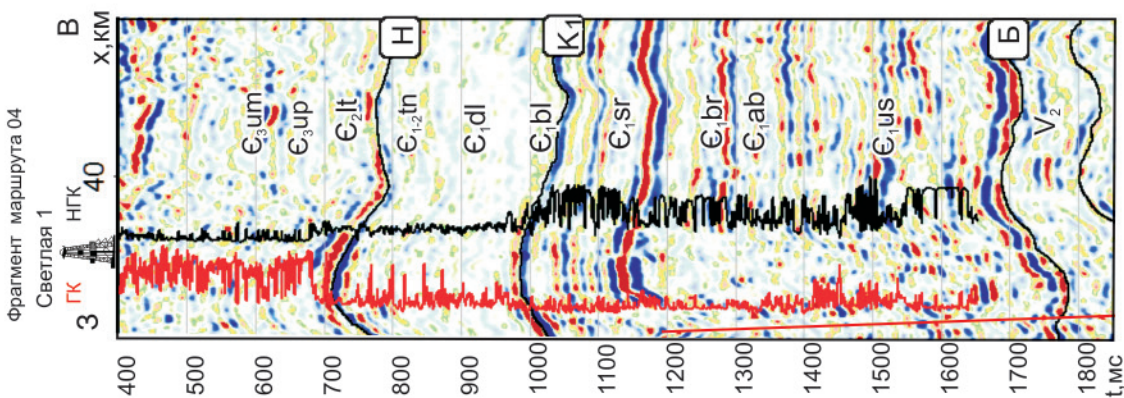 Фрагмент маршрута 04
Светлая 1
ГК НГК
З 40 В
х,км
400
500
600
Є₃um
Є₃up
700
Є₂lt
Н
800
Є₁₋₂tn
900
Є₁dl
1000
Є₁bl
К₁
1100
Є₁sr
1200
Є₁br
1300
Є₁ab
1400
1500
Є₁us
1600
Б
1700
V₂
1800
t,мс